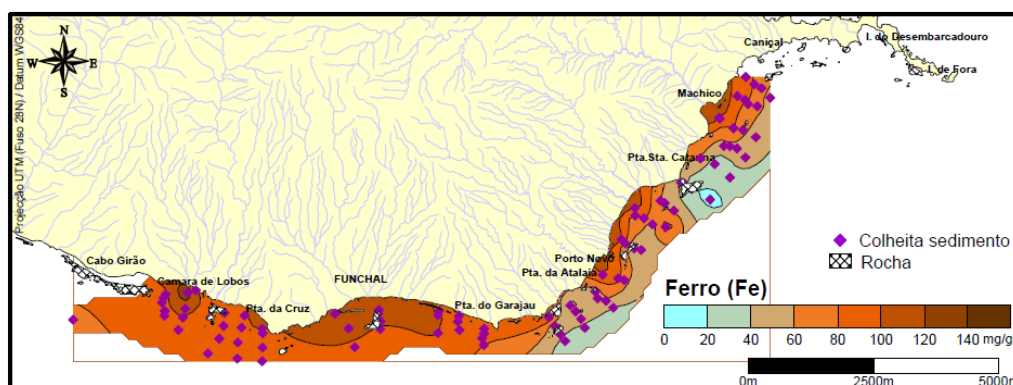 Projecção UTM (Fuso 28N) / Datum WGS84
N
W E
S
Caniçal
I. do Desembarcadouro
I. de Fora
Machico
Pta.Sta. Catarina
Porto Novo
Pta. da Atalaia
Cabo Girão
Camara de Lobos
FUNCHAL
Pta. da Cruz
Pta. do Garajau
Colheita sedimento
Rocha
Ferro (Fe)
0 20 40 60 80 100 120 140 mg/g
0m 2500m 5000m